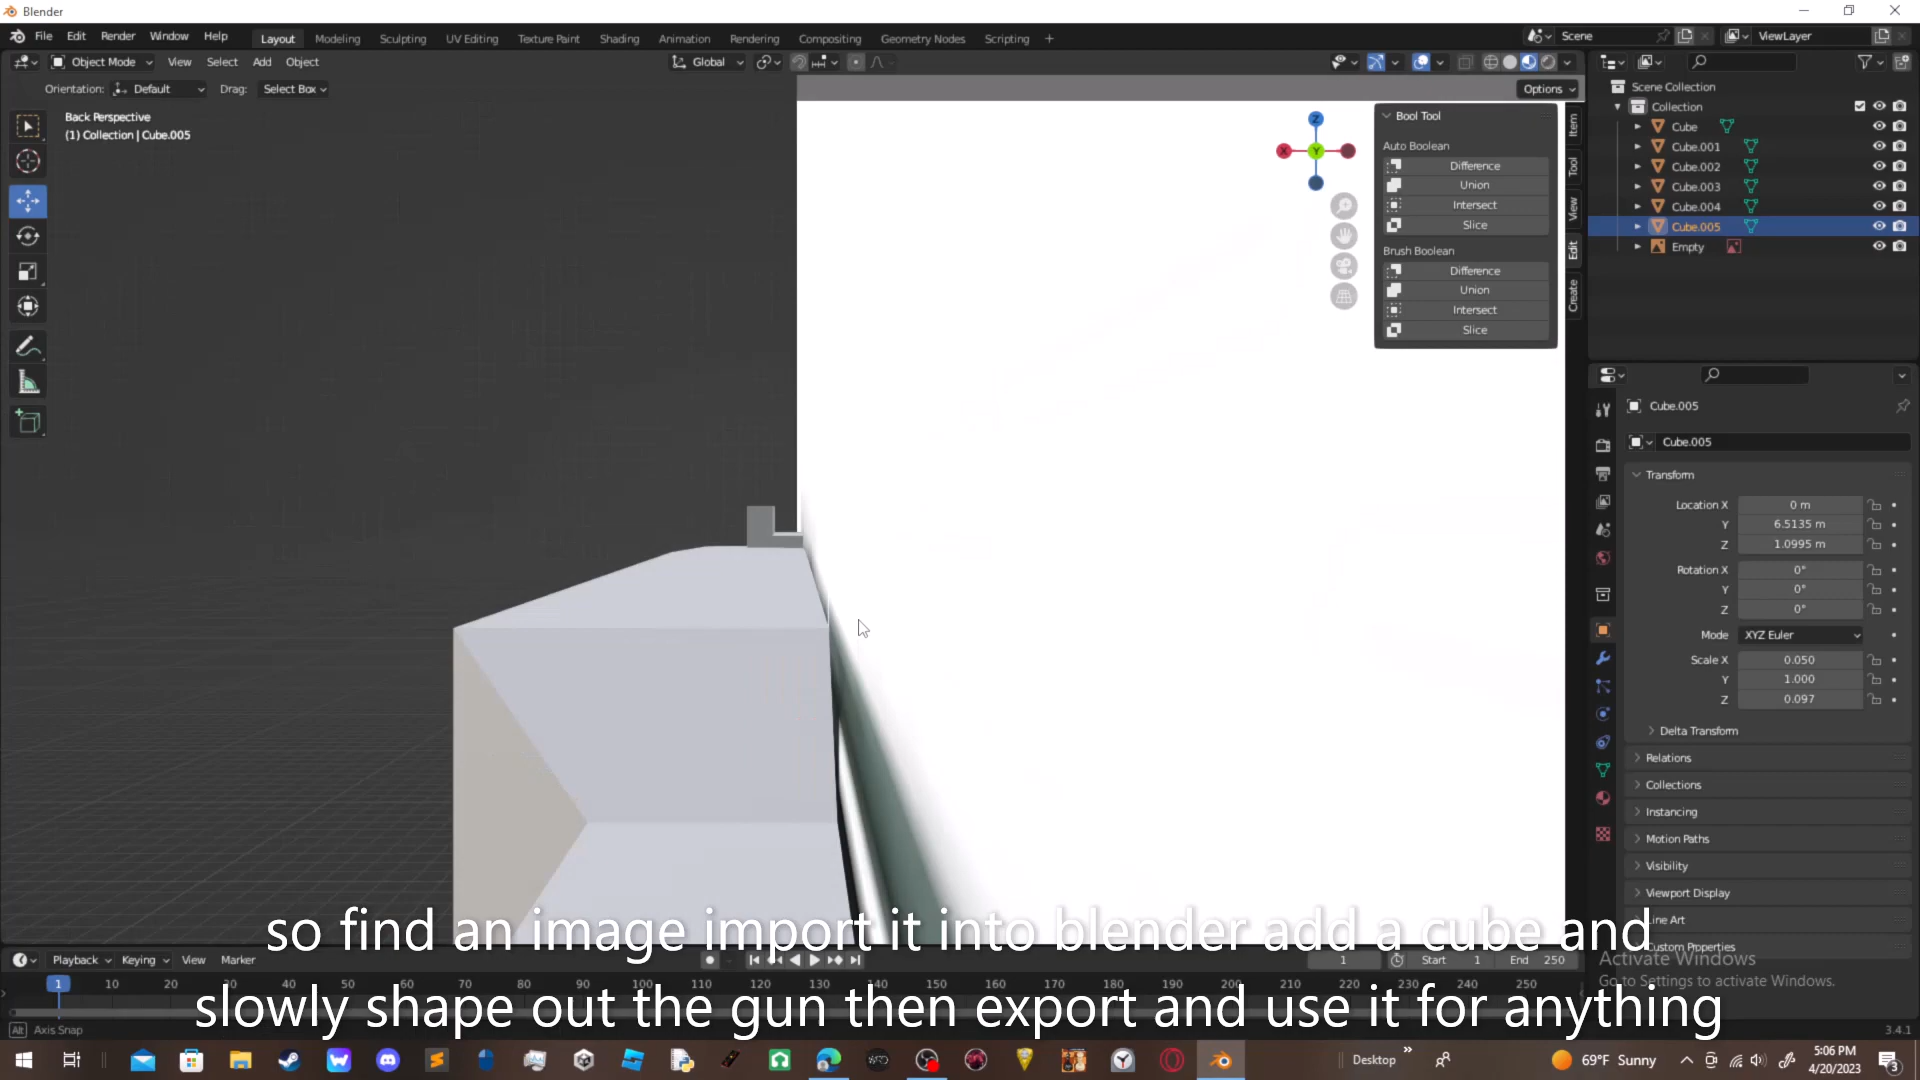 Blender
File Edit Render Window Help Layout Modeling Sculpting UV Editing Texture Paint Shading Animation Rendering Compositing Geometry Nodes Scripting + Scene ViewLayer
Object Mode View Select Add Object Global
Orientation: Default Drag: Select Box Options
Back Perspective
(1) Collection | Cube.005
Z
X Y
Bool Tool
Auto Boolean
Difference
Union
Intersect
Slice
Brush Boolean
Difference
Union
Intersect
Slice
Item
Tool
View
Edit
Create
Scene Collection
Collection
Cube
Cube.001
Cube.002
Cube.003
Cube.004
Cube.005
Empty
Cube.005
Cube.005
Transform
Location X 0 m
Y 6.5135 m
Z 1.0995 m
Rotation X 0°
Y 0°
Z 0°
Mode XYZ Euler
Scale X 0.050
Y 1.000
Z 0.097
Delta Transform
Relations
Collections
Instancing
Motion Paths
Visibility
Viewport Display
Line Art
Custom Properties
so find an image import it into blender add a cube and
slowly shape out the gun then export and use it for anything
Activate Windows
Go to Settings to activate Windows.
Playback Keying View Marker 1 Start 1 End 250
1 10 20 30 40 50 60 70 80 90 100 110 120 130 140 150 160 170 180 190 200 210 220 230 240 250
Alt Axis Snap 3.4.1
Desktop » 69°F Sunny 5:06 PM
4/20/2023 3